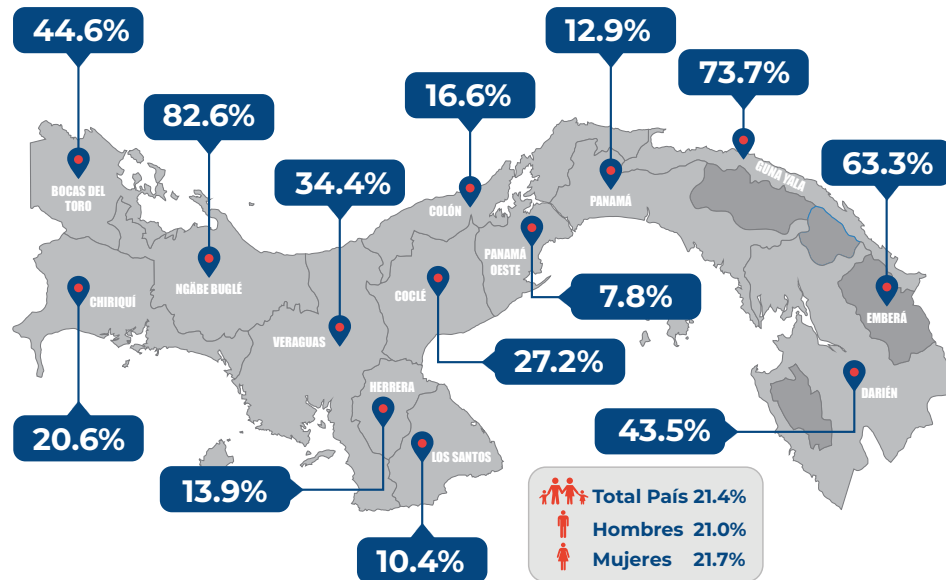 44.6%
12.9%
73.7%
16.6%
82.6%
63.3%
34.4%
BOCAS DEL
TORO
COLÓN
PANAMÁ
GUNA YALA
PANAMÁ
OESTE
NGÄBE BUGLÉ
CHIRIQUÍ
COCLÉ
7.8%
EMBERÁ
VERAGUAS
27.2%
HERRERA
DARIÉN
20.6%
43.5%
LOS SANTOS
13.9%
10.4%
Total País 21.4%
Hombres 21.0%
Mujeres 21.7%